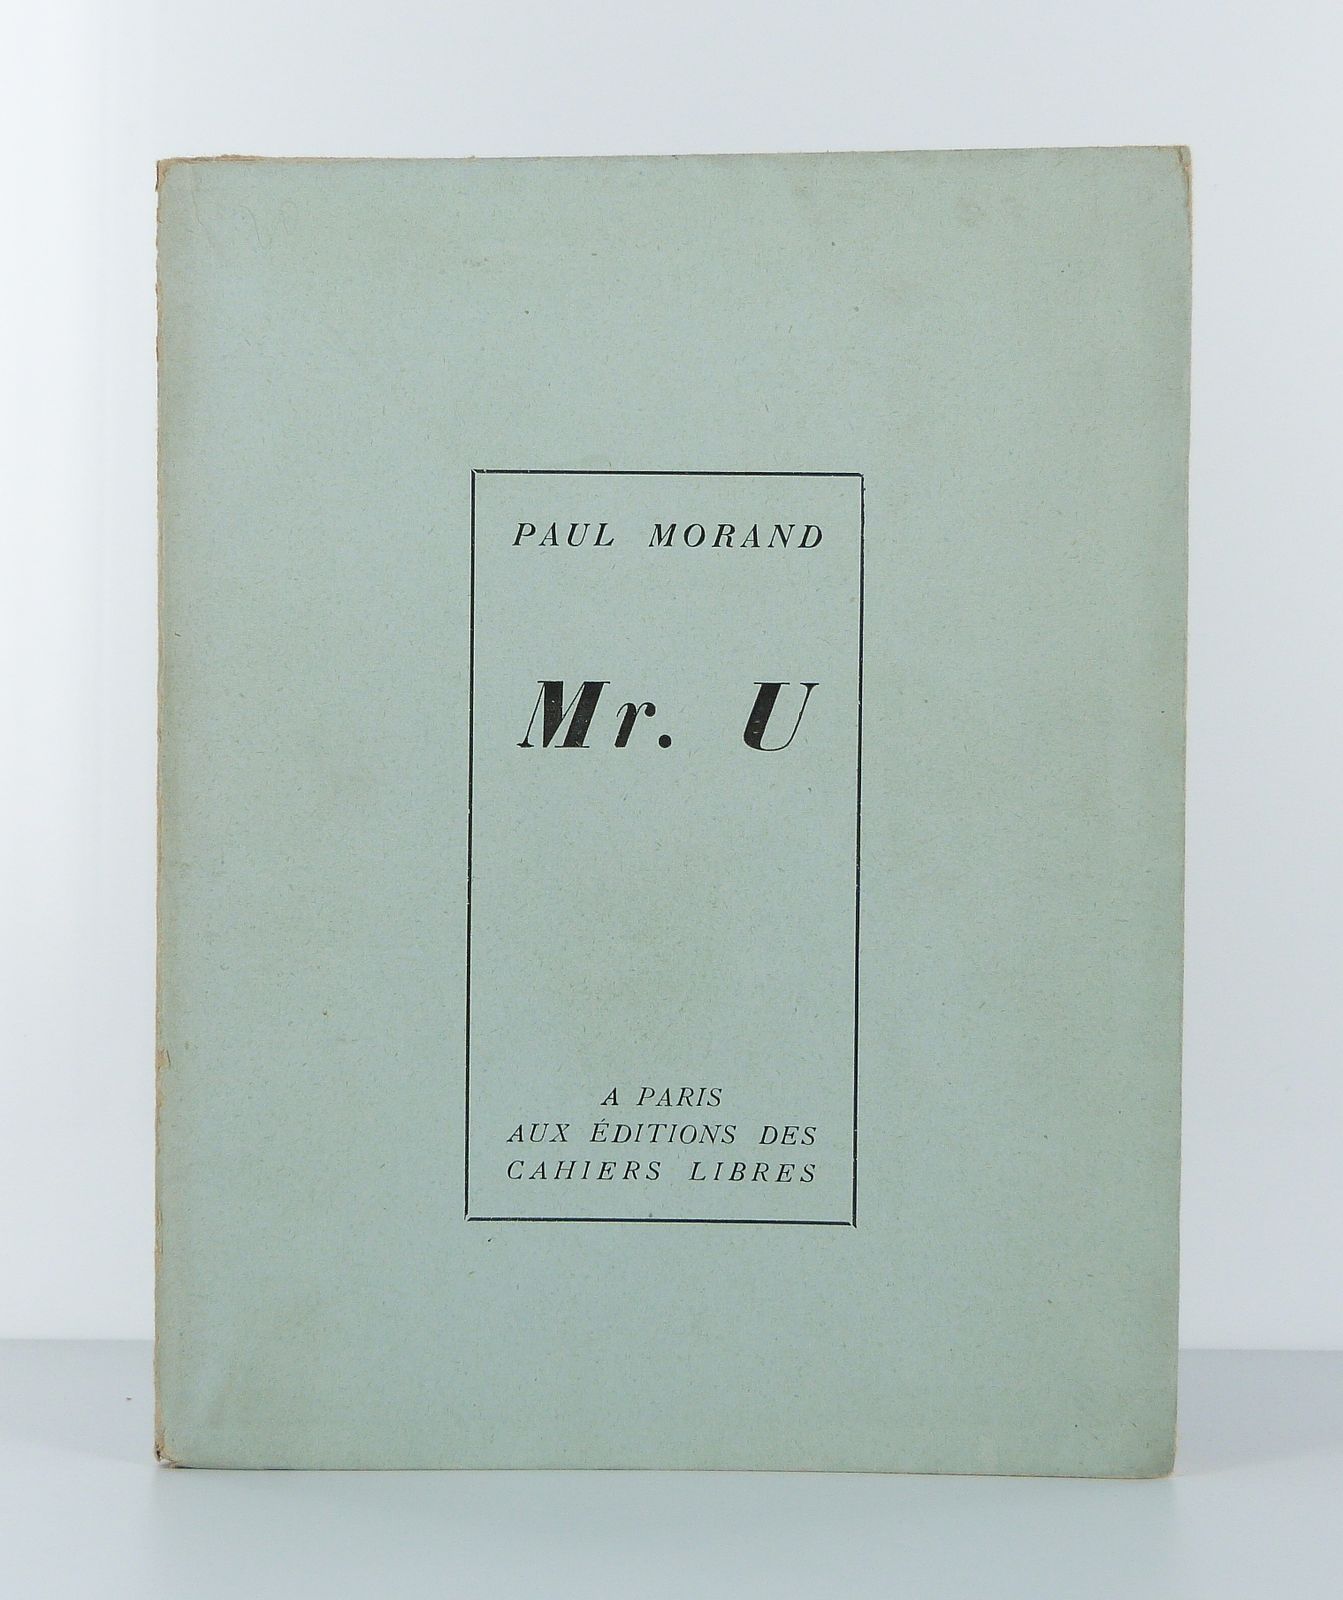 PAUL MORAND
Mr. U
A PARIS
AUX ÉDITIONS DES
CAHIERS LIBRES